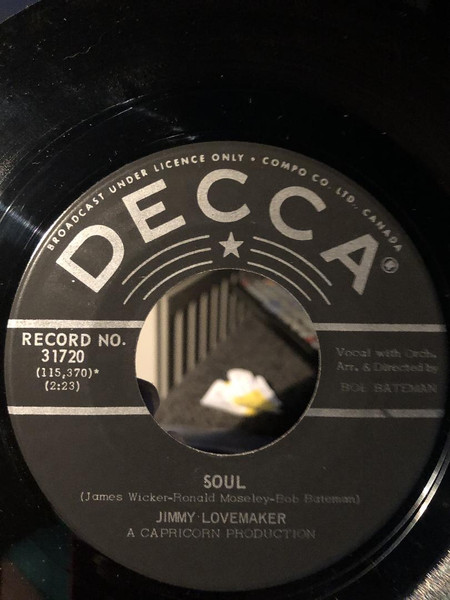 BROADCAST UNDER LICENCE ONLY • COMPO CO. LTD. CANADA
DECCA
RECORD NO.
31720
(115,370)*
(2:23)
Vocal with Orch.
Arr. & Directed by
BOB BATEMAN
SOUL
(James Wicker-Ronald Moseley-Bob Bateman)
JIMMY LOVEMAKER
A CAPRICORN PRODUCTION